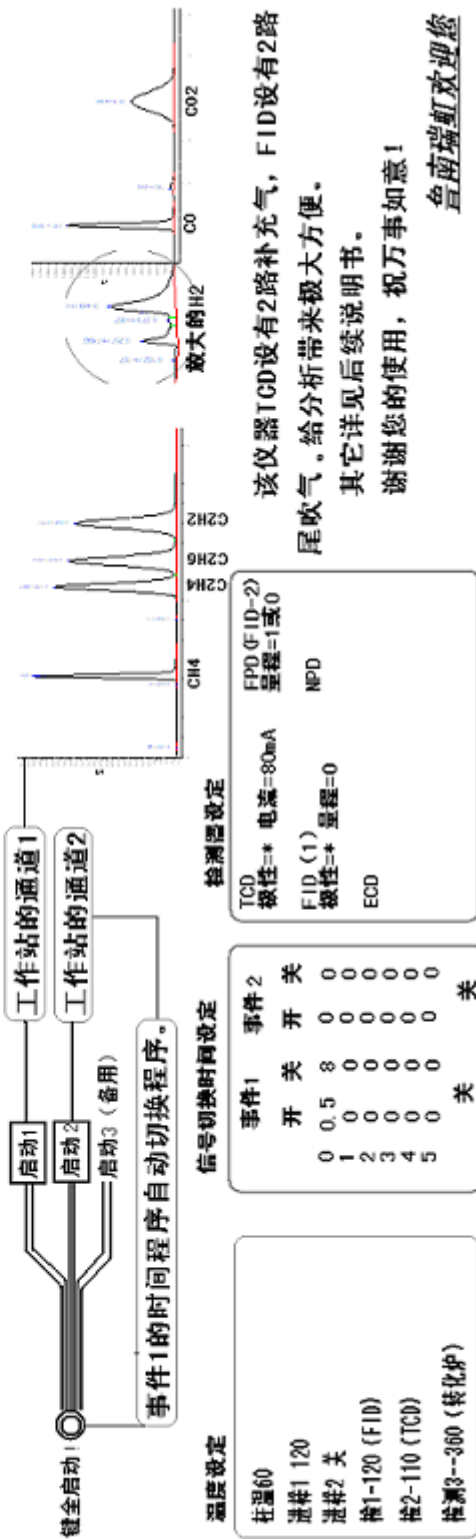 键全启动！
启动1
启动2
启动3（备用）
工作站的通道1
工作站的通道2
事件1的时间程序自动切换程序。
CH4
C2H4
C2H6
C2H2
放大的H2
CO
CO2
温度设定
柱温60
进样1 120
进样2 关
检1-120(FID)
检2-110(TCD)
检测3--360(转化炉)
信号切换时间设定
事件1 事件2
开 关 开 关
0 0.5 8 0 0
1 0 0 0 0
2 0 0 0 0
3 0 0 0 0
4 0 0 0 0
5 0 0 0 0
关 关
检测器设定
TCD
极性=* 电流=80mA
FID (1)
极性=* 量程=0
ECD
FPD(FID-2)
量程=1或0
NPD
该仪器TCD设有2路补充气，FID设有2路
尾吹气。给分析带来极大方便。
其它详见后续说明书。
谢谢您的使用，祝万事如意！
鲁南瑞虹欢迎您